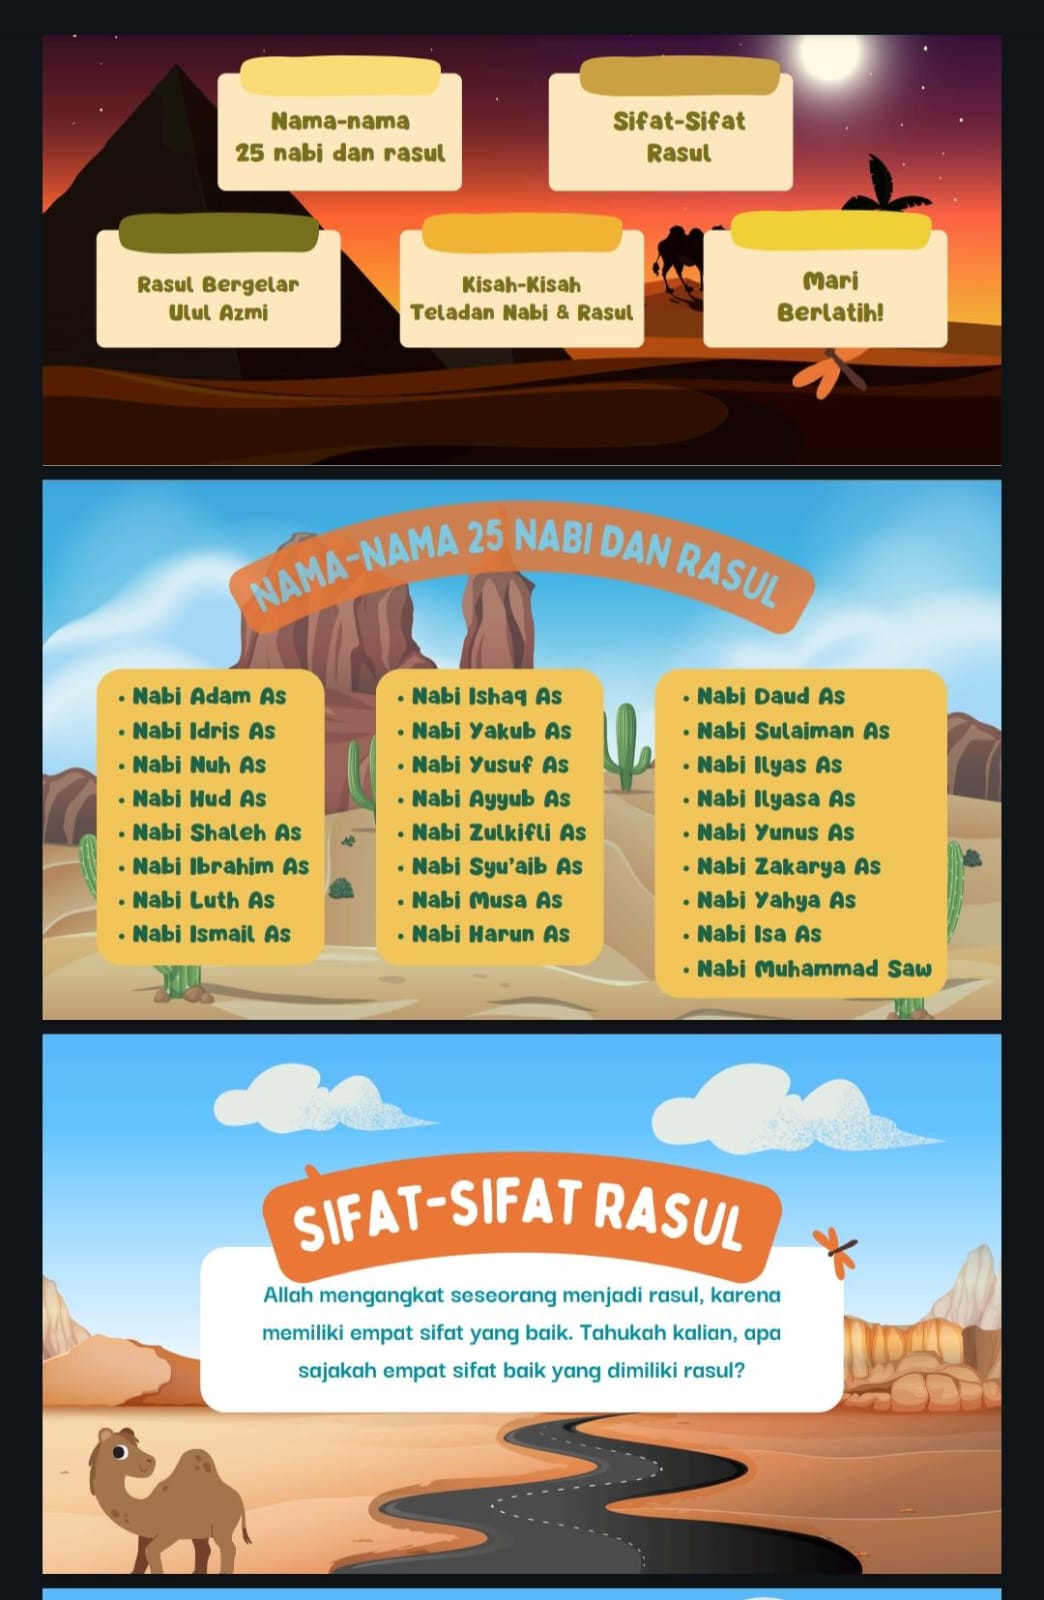 Nama-nama
25 nabi dan rasul
Sifat-Sifat
Rasul
Rasul Bergelar
Ulul Azmi
Kisah-Kisah
Teladan Nabi & Rasul
Mari
Berlatih!
NAMA-NAMA 25 NABI DAN RASUL
• Nabi Adam As
• Nabi Idris As
• Nabi Nuh As
• Nabi Hud As
• Nabi Shaleh As
• Nabi Ibrahim As
• Nabi Luth As
• Nabi Ismail As
• Nabi Ishaq As
• Nabi Yakub As
• Nabi Yusuf As
• Nabi Ayyub As
• Nabi Zulkifli As
• Nabi Syu'aib As
• Nabi Musa As
• Nabi Harun As
• Nabi Daud As
• Nabi Sulaiman As
• Nabi Ilyas As
• Nabi Ilyasa As
• Nabi Yunus As
• Nabi Zakarya As
• Nabi Yahya As
• Nabi Isa As
• Nabi Muhammad Saw
SIFAT-SIFAT RASUL
Allah mengangkat seseorang menjadi rasul, karena
memiliki empat sifat yang baik. Tahukah kalian, apa
sajakah empat sifat baik yang dimiliki rasul?